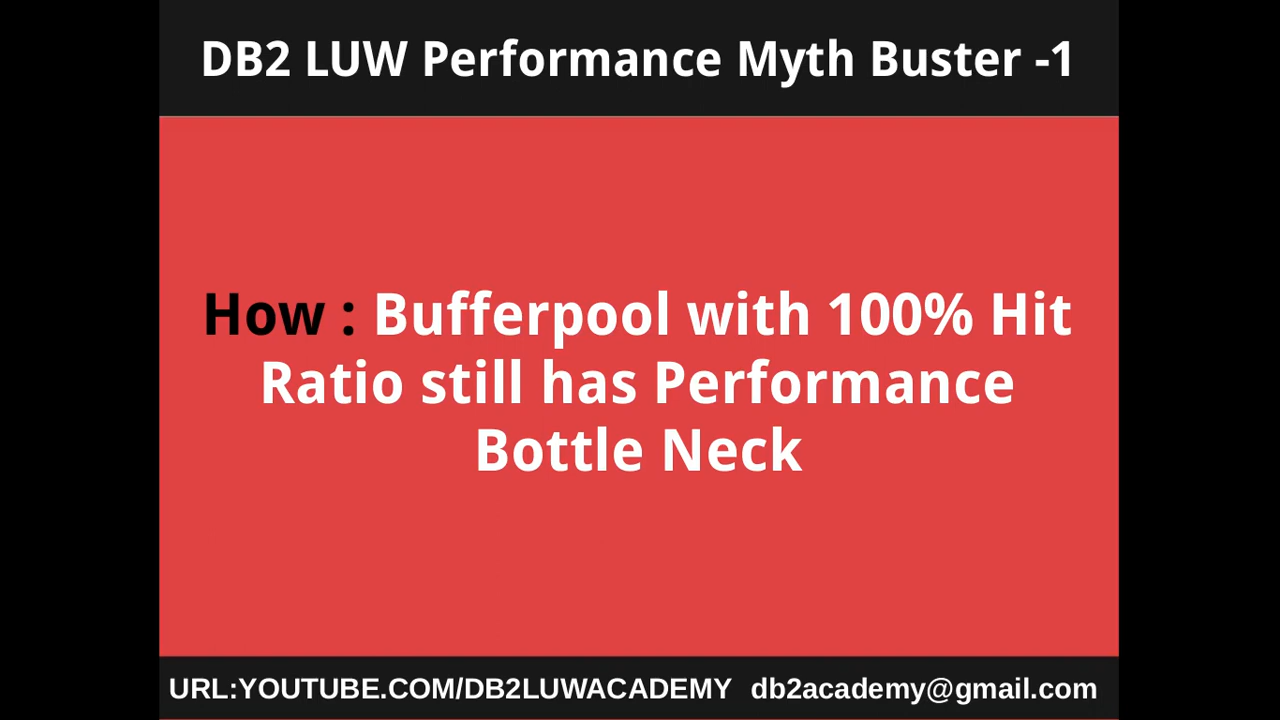 DB2 LUW Performance Myth Buster -1
How : Bufferpool with 100% Hit
Ratio still has Performance
Bottle Neck
URL:YOUTUBE.COM/DB2LUWACADEMY db2academy@gmail.com